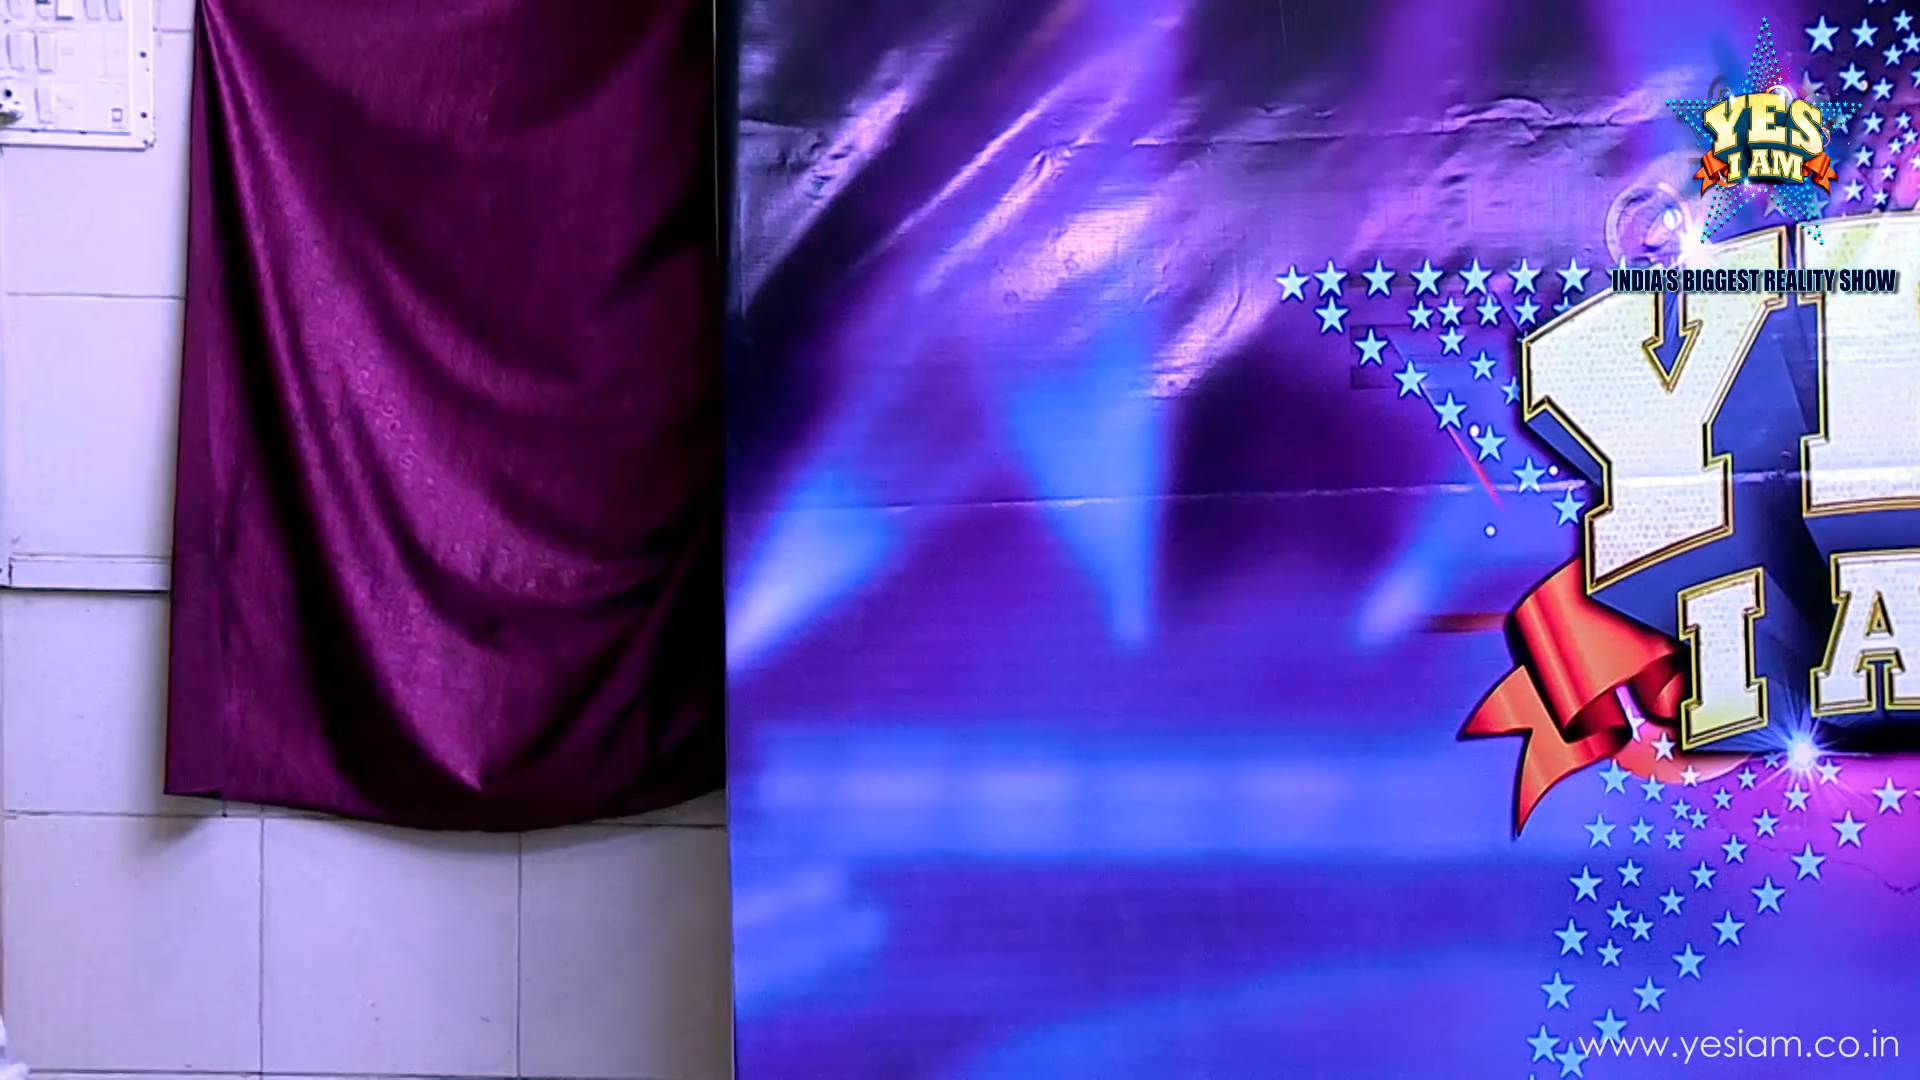 YES
I AM
INDIA'S BIGGEST REALITY SHOW
Y
I A
www.yesiam.co.in